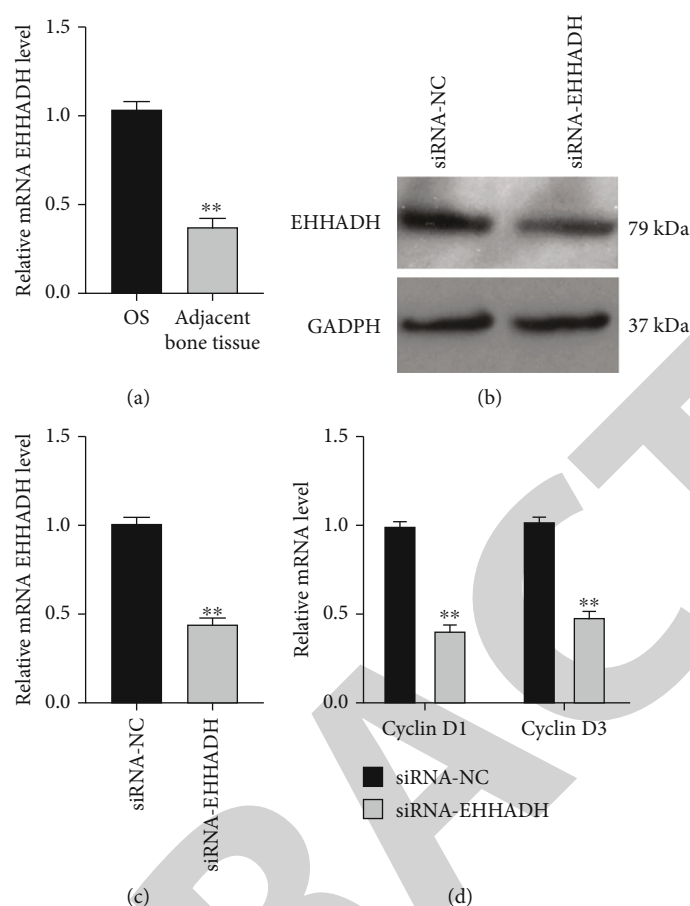 Relative mRNA EHHADH level
1.5
1.0
0.5
0.0
**
OS
Adjacent
bone tissue
(a)
siRNA-NC
siRNA-EHHADH
EHHADH
79 kDa
GADPH
37 kDa
(b)
Relative mRNA EHHADH level
1.5
1.0
0.5
0.0
**
siRNA-NC
siRNA-EHHADH
(c)
Relative mRNA level
1.5
1.0
0.5
0.0
**
**
Cyclin D1
Cyclin D3
siRNA-NC
siRNA-EHHADH
(d)
RACT